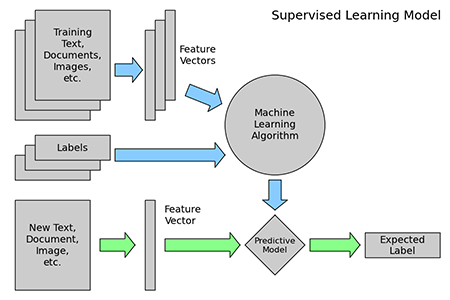 Supervised Learning Model
Training
Text,
Documents,
Images,
etc.
Feature
Vectors
Machine
Learning
Algorithm
Labels
New Text,
Document,
Image,
etc.
Feature
Vector
Predictive
Model
Expected
Label